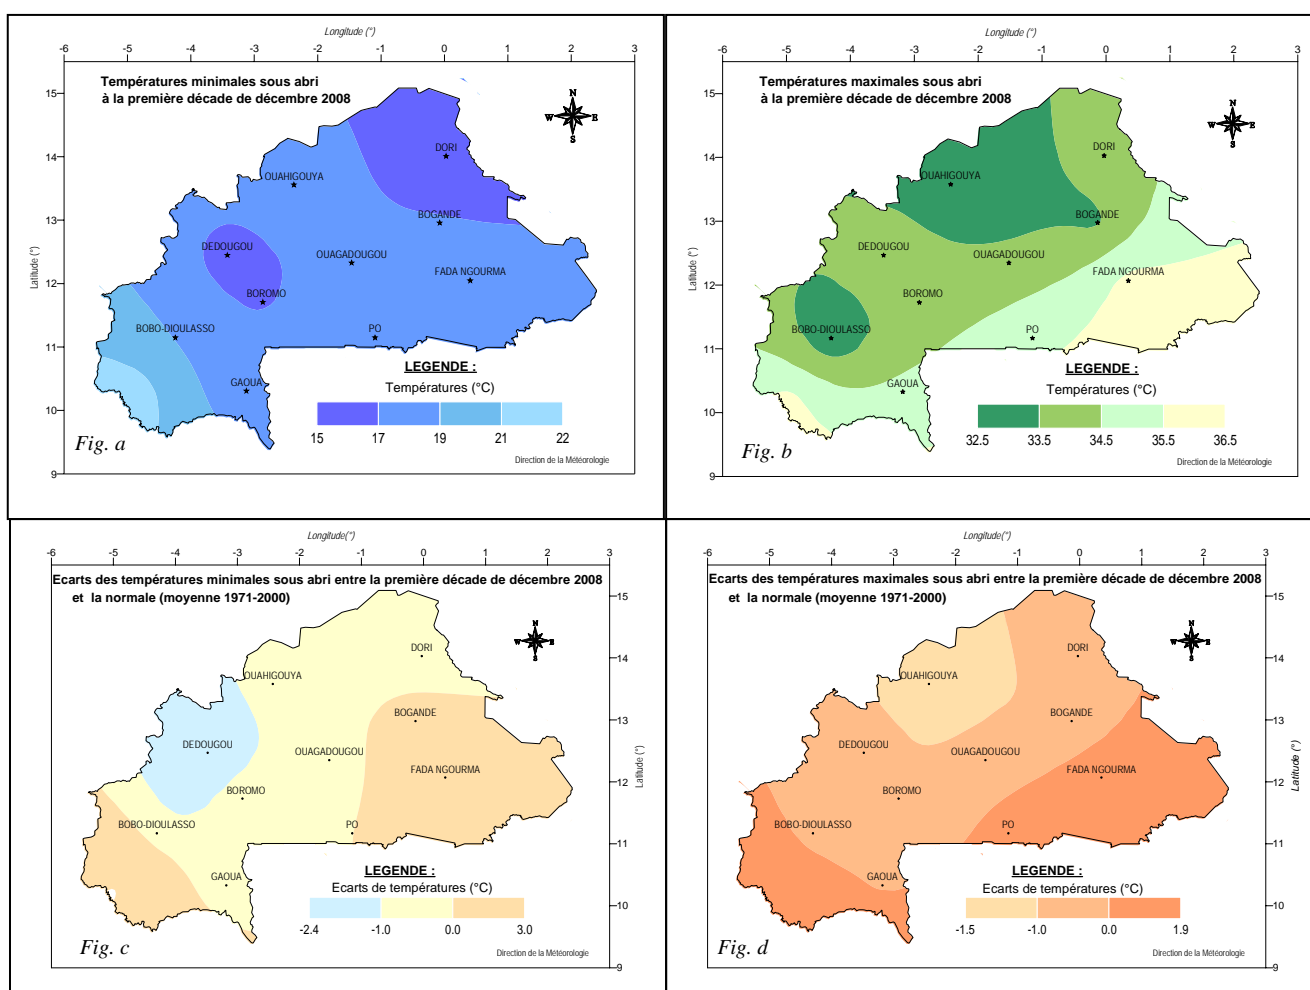 Longitude (°)
-6 -5 -4 -3 -2 -1 0 1 2 3
Températures minimales sous abri
à la première décade de décembre 2008
N
W E
S
15
14
13
12
11
10
9
Latitude (°)
DORI
OUAHIGOUYA
BOGANDE
DEDOUGOU
OUAGADOUGOU
FADA NGOURMA
BOROMO
BOBO-DIOULASSO
PO
GAOUA
LEGENDE :
Températures (°C)
15 17 19 21 22
Fig. a
Direction de la Météorologie
Longitude (°)
-6 -5 -4 -3 -2 -1 0 1 2 3
Températures maximales sous abri
à la première décade de décembre 2008
N
W E
S
15
14
13
12
11
10
9
Latitude (°)
DORI
OUAHIGOUYA
BOGANDE
DEDOUGOU
OUAGADOUGOU
FADA NGOURMA
BOROMO
BOBO-DIOULASSO
PO
GAOUA
LEGENDE :
Températures (°C)
32.5 33.5 34.5 35.5 36.5
Fig. b
Direction de la Météorologie
Longitude(°)
-6 -5 -4 -3 -2 -1 0 1 2 3
Ecarts des températures minimales sous abri entre la première décade de décembre 2008
et la normale (moyenne 1971-2000)
N
W E
S
15
14
13
12
11
10
9
Latitude (°)
DORI
OUAHIGOUYA
BOGANDE
DEDOUGOU
OUAGADOUGOU
FADA NGOURMA
BOROMO
BOBO-DIOULASSO
PO
GAOUA
LEGENDE :
Ecarts de températures (°C)
-2.4 -1.0 0.0 3.0
Fig. c
Direction de la Météorologie
Longitude(°)
-6 -5 -4 -3 -2 -1 0 1 2 3
Ecarts des températures maximales sous abri entre la première décade de décembre 2008
et la normale (moyenne 1971-2000)
N
W E
S
15
14
13
12
11
10
9
Latitude (°)
DORI
OUAHIGOUYA
BOGANDE
DEDOUGOU
OUAGADOUGOU
FADA NGOURMA
BOROMO
BOBO-DIOULASSO
PO
GAOUA
LEGENDE :
Ecarts de températures (°C)
-1.5 -1.0 0.0 1.9
Fig. d
Direction de la Météorologie